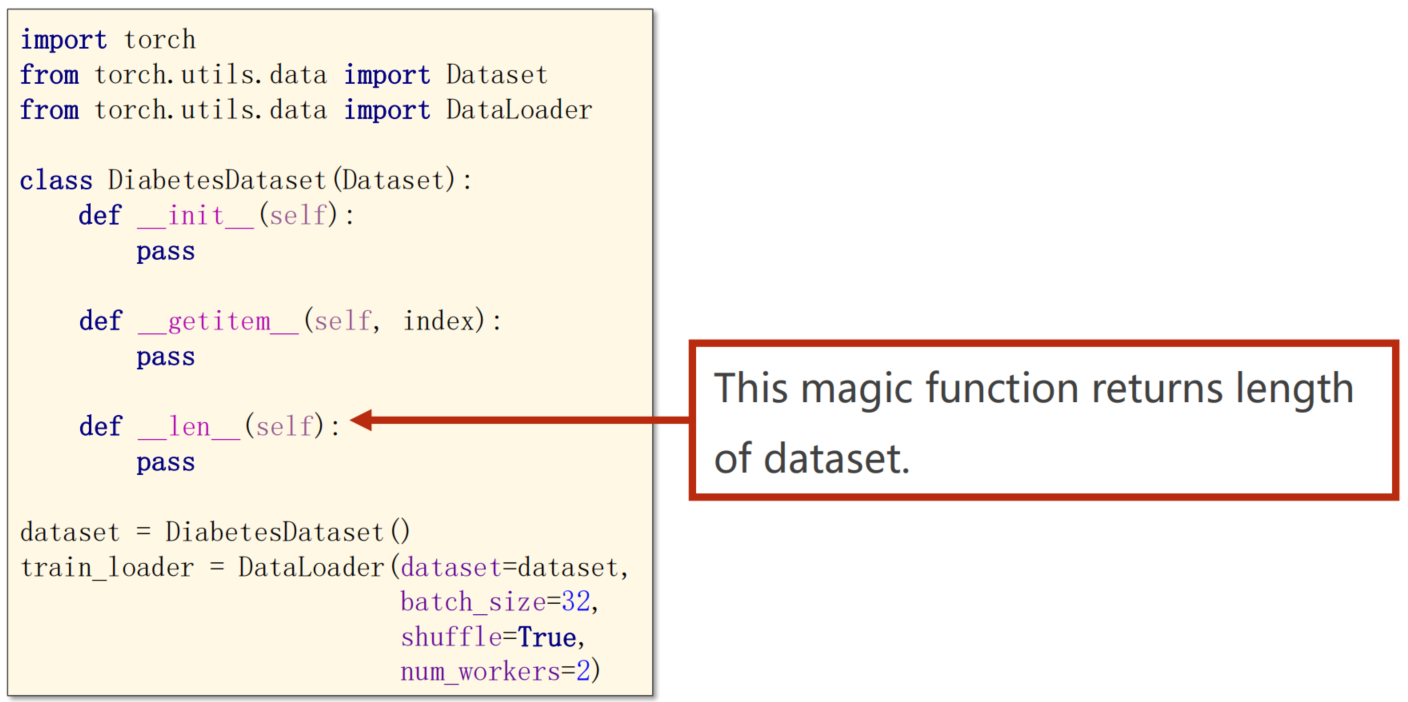 import torch
from torch.utils.data import Dataset
from torch.utils.data import DataLoader
class DiabetesDataset(Dataset):
    def __init__(self):
        pass
    def __getitem__(self, index):
        pass
    def __len__(self):
        pass
dataset = DiabetesDataset()
train_loader = DataLoader(dataset=dataset,
                          batch_size=32,
                          shuffle=True,
                          num_workers=2)
This magic function returns length
of dataset.